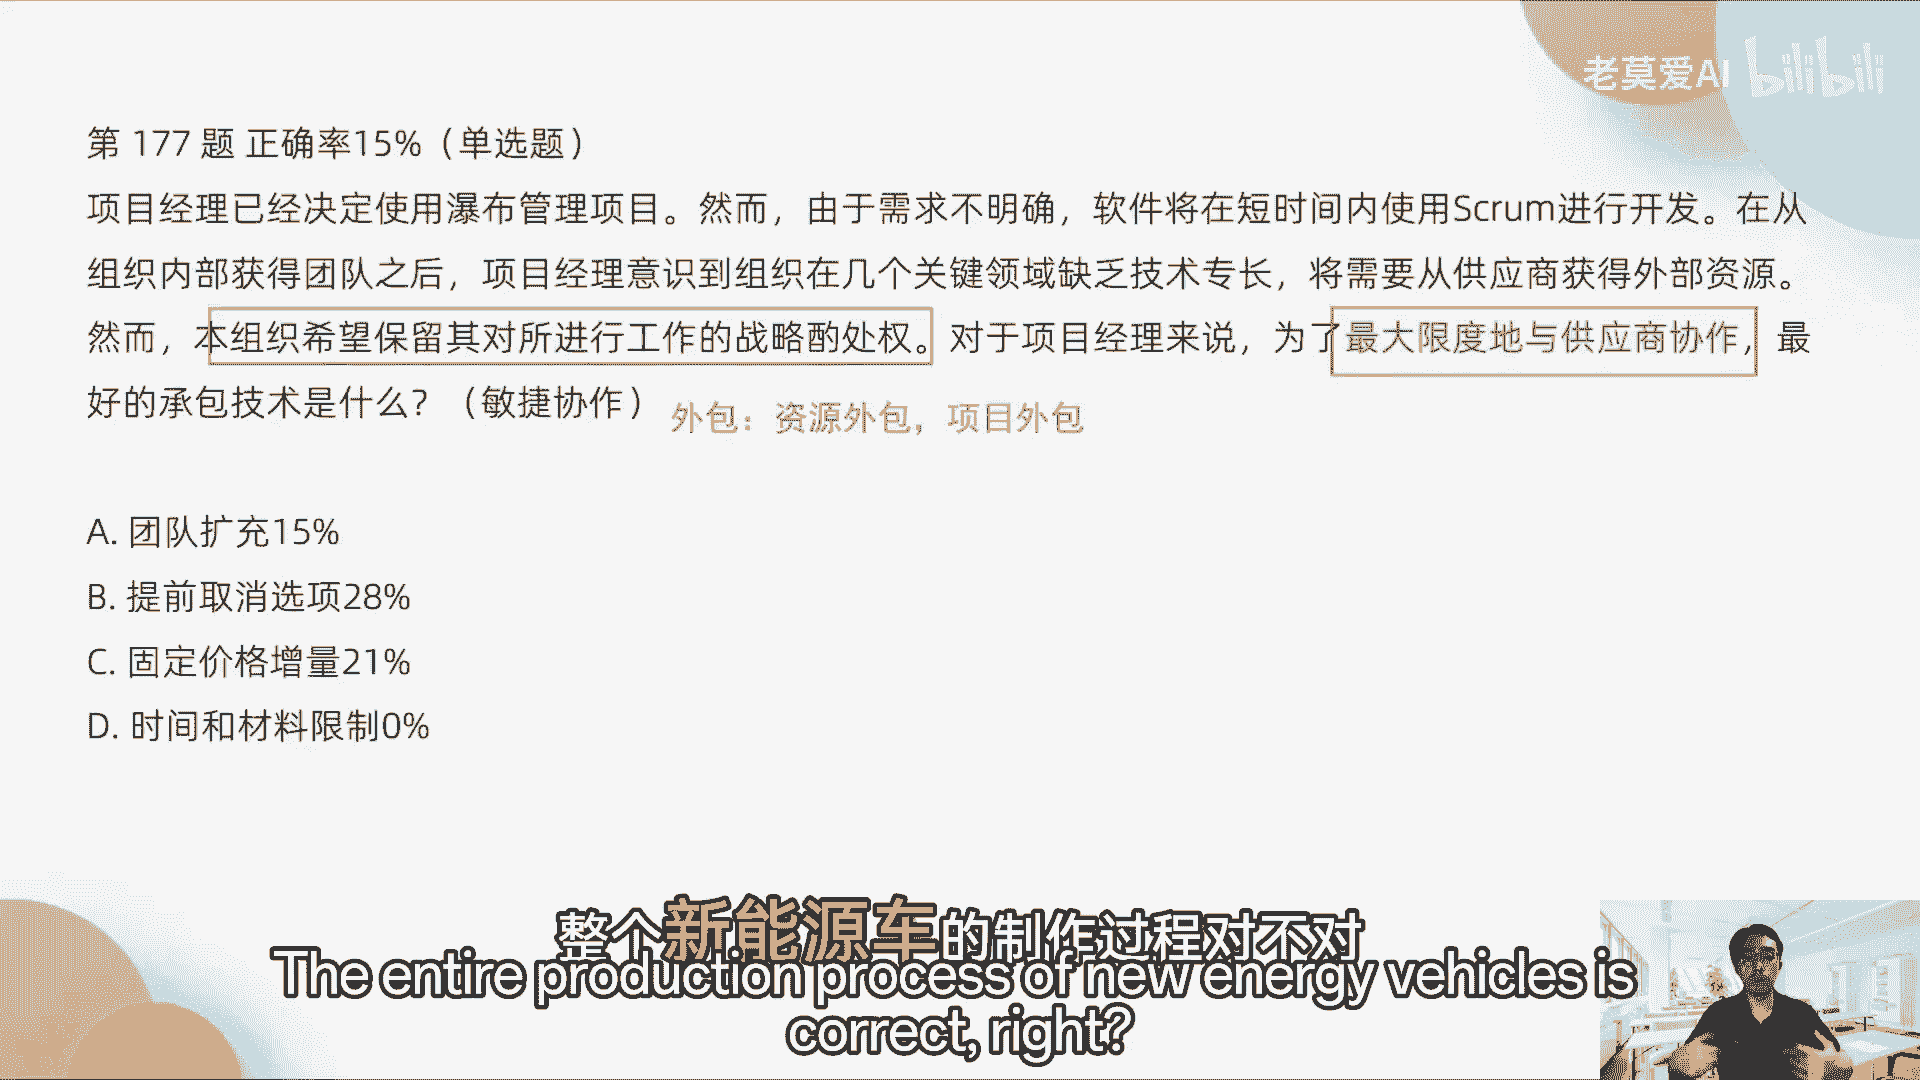 老莫爱AI bilibili
第 177 题 正确率15%（单选题）
项目经理已经决定使用瀑布管理项目。然而，由于需求不明确，软件将在短时间内使用Scrum进行开发。在从
组织内部获得团队之后，项目经理意识到组织在几个关键领域缺乏技术专长，将需要从供应商获得外部资源。
然而，本组织希望保留其对所进行工作的战略酌处权。对于项目经理来说，为了最大限度地与供应商协作，最
好的承包技术是什么？（敏捷协作）
外包：资源外包，项目外包
A. 团队扩充15%
B. 提前取消选项28%
C. 固定价格增量21%
D. 时间和材料限制0%
整个新能源车的制作过程对不对
The entire production process of new energy vehicles is
correct, right?